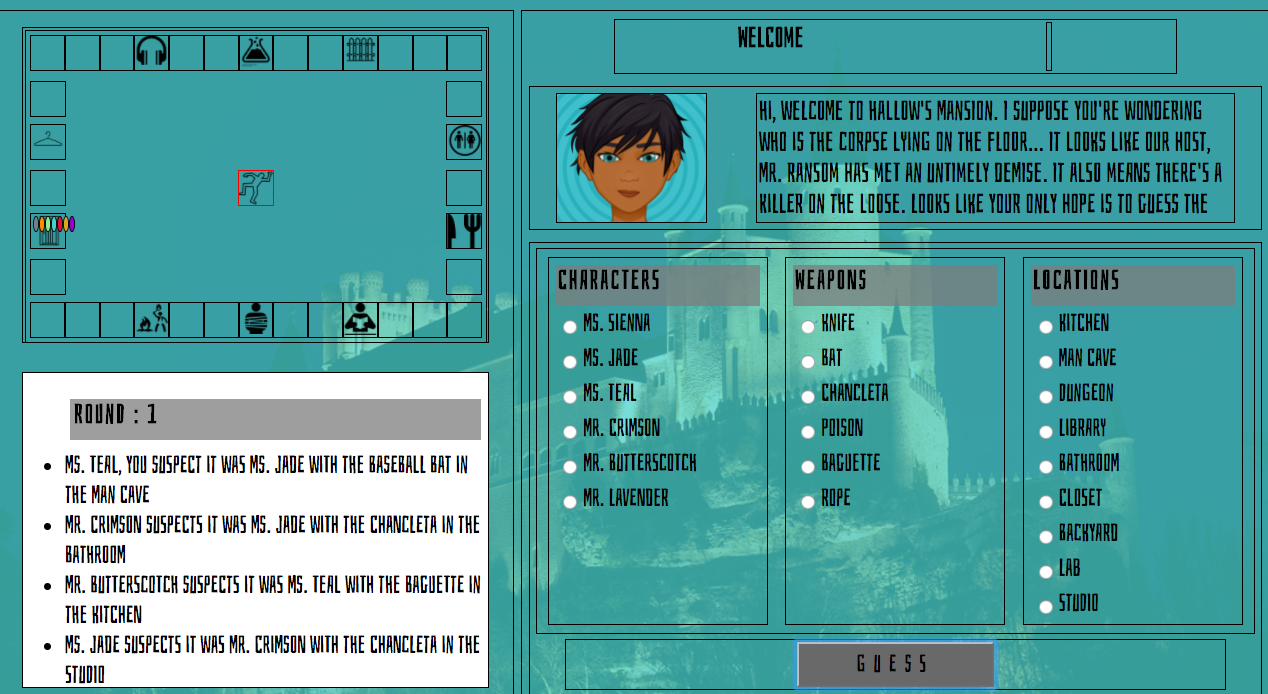 WELCOME
HI, WELCOME TO HALLOW'S MANSION. I SUPPOSE YOU'RE WONDERING
WHO IS THE CORPSE LYING ON THE FLOOR... IT LOOKS LIKE OUR HOST,
MR. RANSOM HAS MET AN UNTIMELY DEMISE. IT ALSO MEANS THERE'S A
KILLER ON THE LOOSE. LOOKS LIKE YOUR ONLY HOPE IS TO GUESS THE
ROUND : 1
MS. TEAL, YOU SUSPECT IT WAS MS. JADE WITH THE BASEBALL BAT IN
THE MAN CAVE
MR. CRIMSON SUSPECTS IT WAS MS. JADE WITH THE CHANCLETA IN THE
BATHROOM
MR. BUTTERSCOTCH SUSPECTS IT WAS MS. TEAL WITH THE BAGUETTE IN
THE KITCHEN
MS. JADE SUSPECTS IT WAS MR. CRIMSON WITH THE CHANCLETA IN THE
STUDIO
CHARACTERS
MS. SIENNA
MS. JADE
MS. TEAL
MR. CRIMSON
MR. BUTTERSCOTCH
MR. LAVENDER
WEAPONS
KNIFE
BAT
CHANCLETA
POISON
BAGUETTE
ROPE
LOCATIONS
KITCHEN
MAN CAVE
DUNGEON
LIBRARY
BATHROOM
CLOSET
BACKYARD
LAB
STUDIO
GUESS